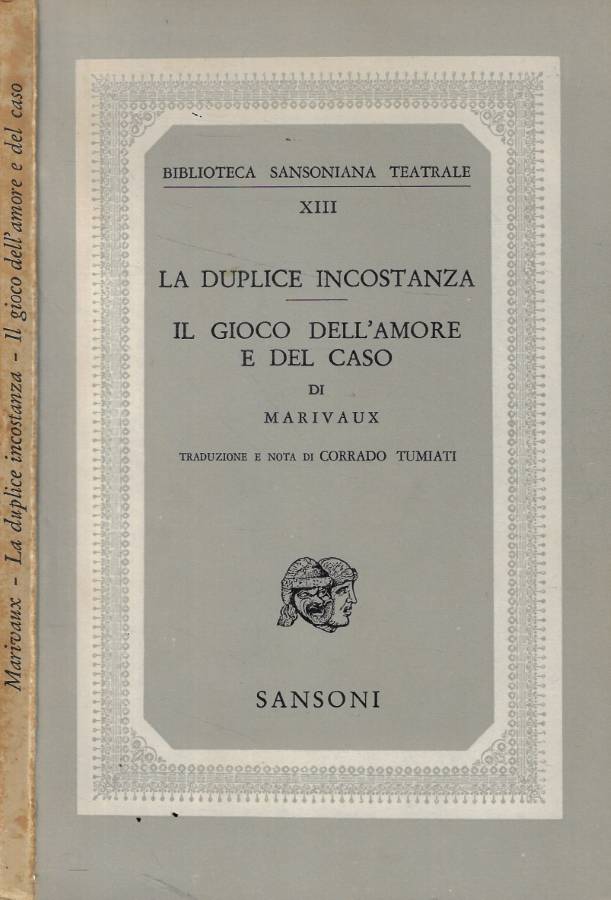 Marivaux - La duplice incostanza - Il gioco dell'amore e del caso
BIBLIOTECA SANSONIANA TEATRALE
XIII
LA DUPLICE INCOSTANZA
IL GIOCO DELL'AMORE
E DEL CASO
DI
MARIVAUX
TRADUZIONE E NOTA DI CORRADO TUMIATI
SANSONI